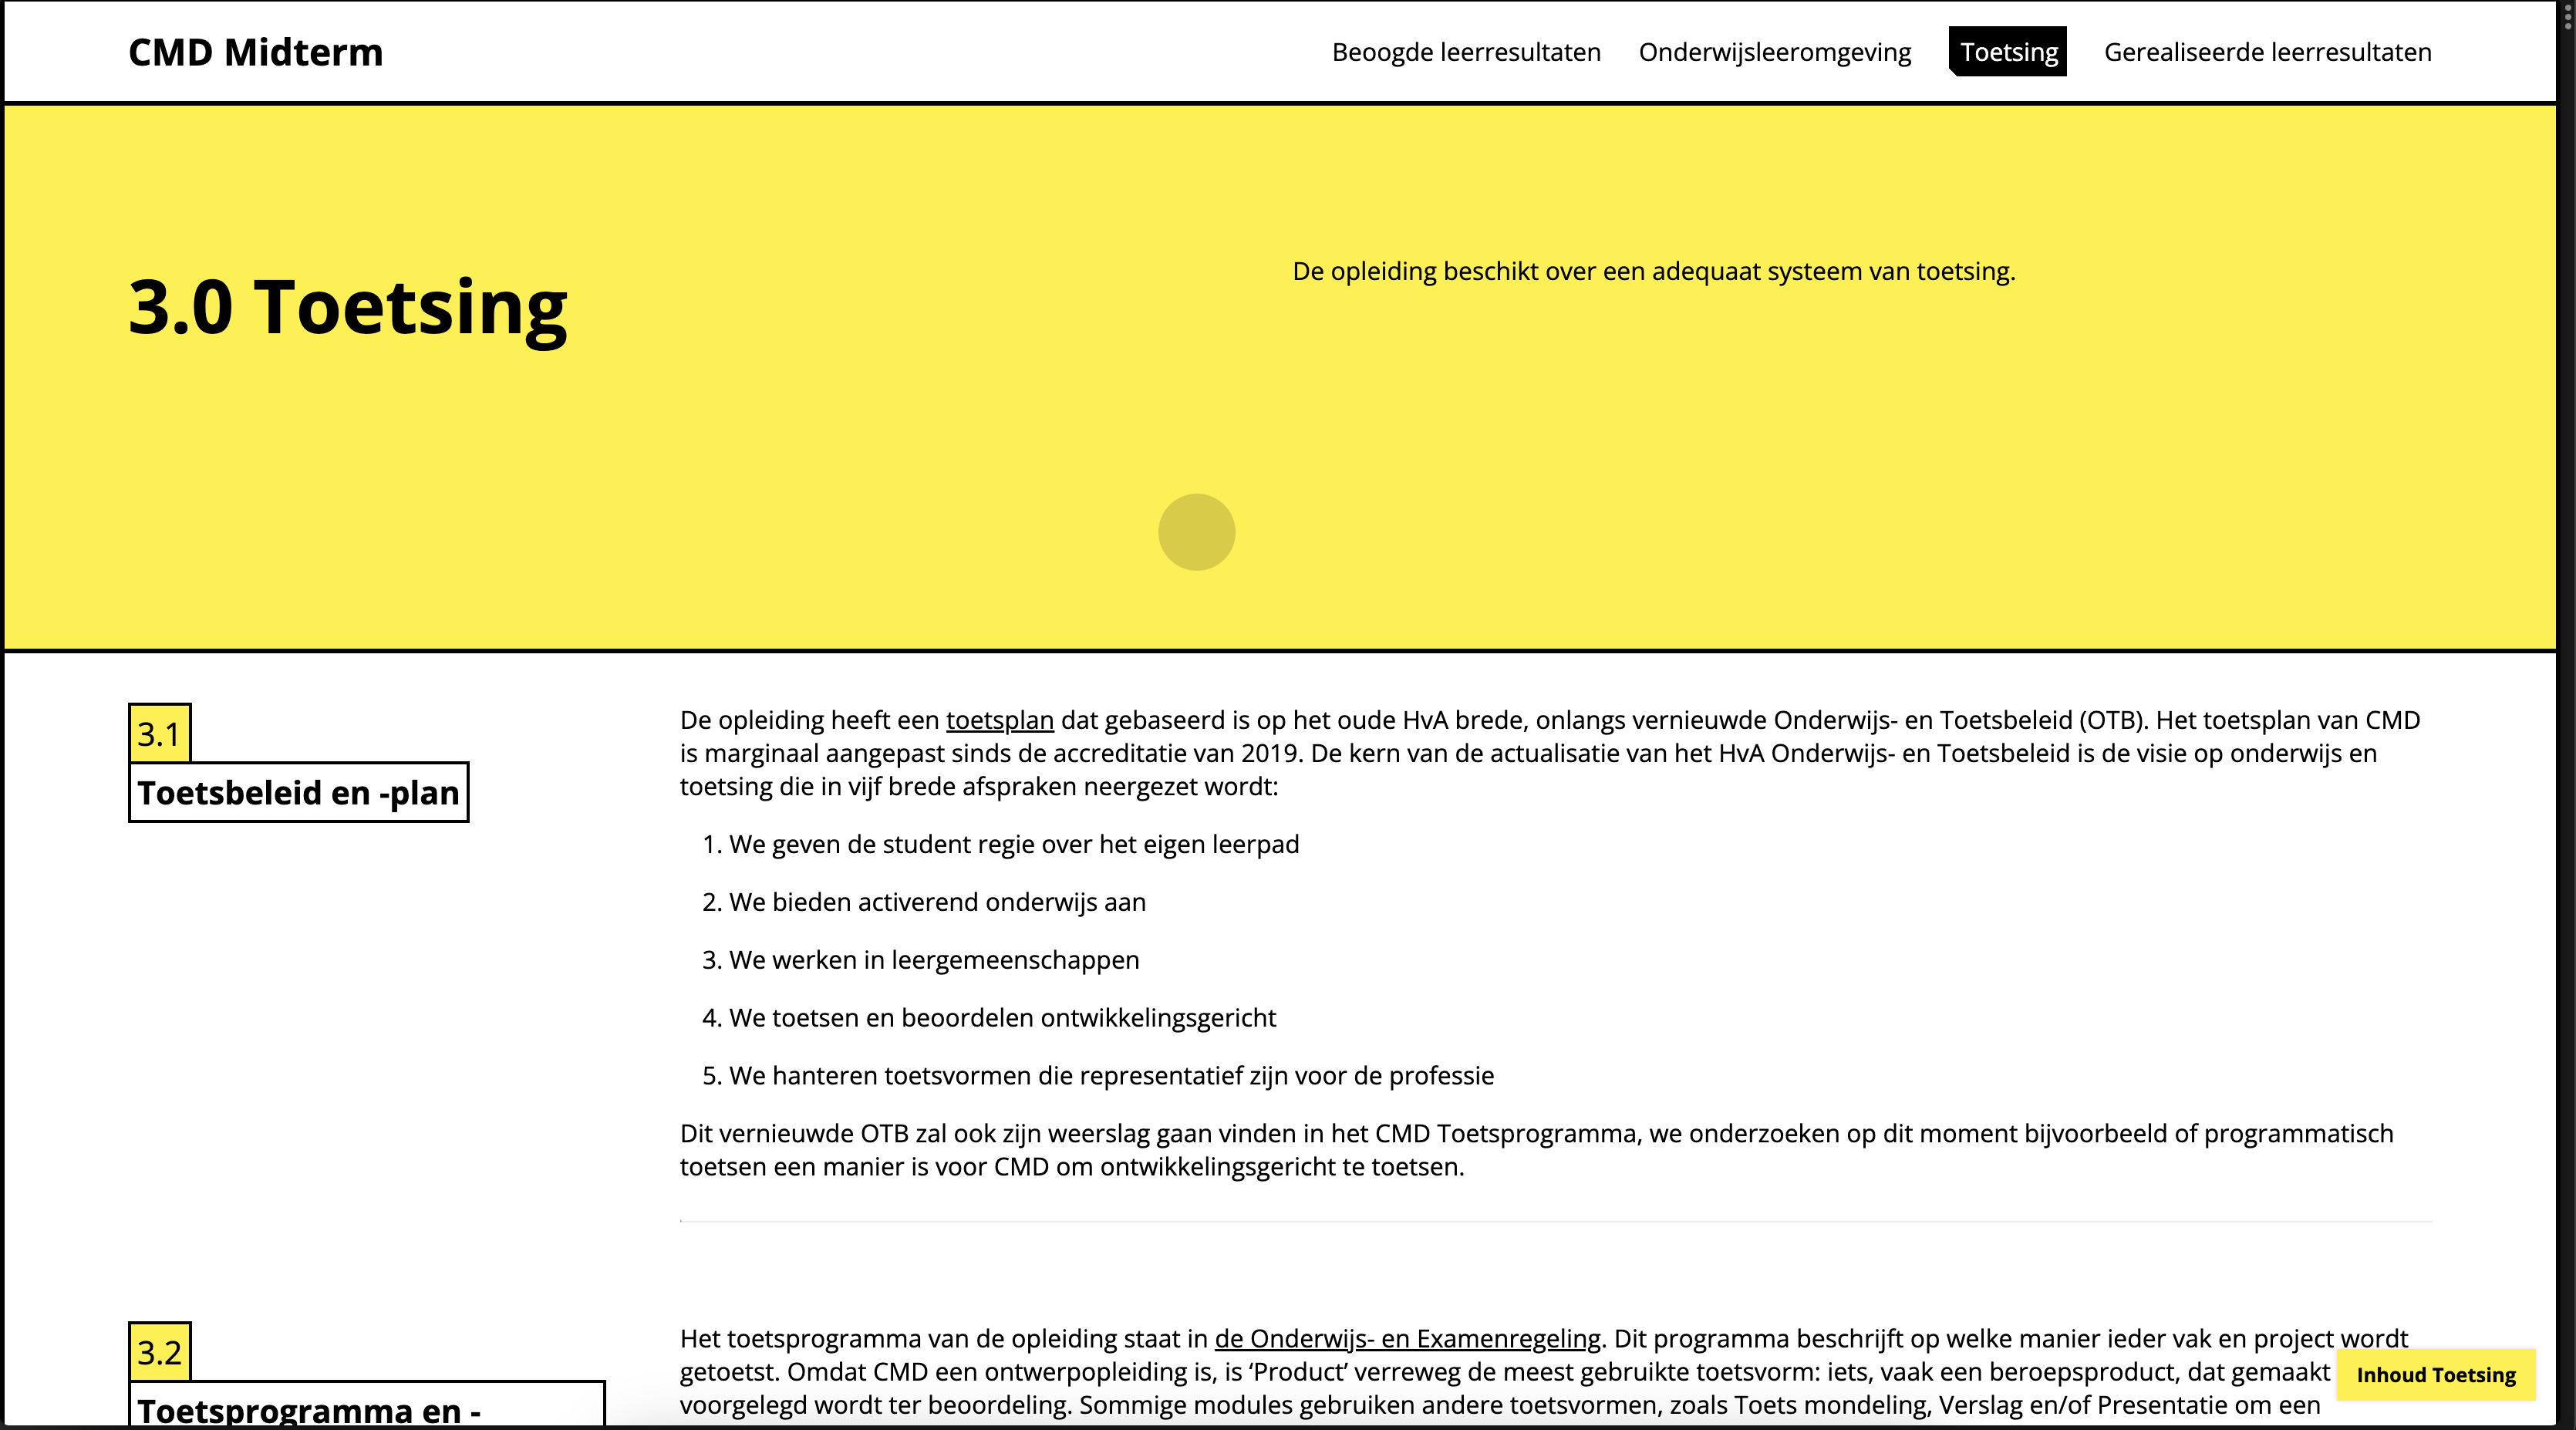 CMD Midterm
Beoogde leerresultaten
Onderwijsleeromgeving
Toetsing
Gerealiseerde leerresultaten
3.0 Toetsing
De opleiding beschikt over een adequaat systeem van toetsing.
3.1
Toetsbeleid en -plan
De opleiding heeft een toetsplan dat gebaseerd is op het oude HvA brede, onlangs vernieuwde Onderwijs- en Toetsbeleid (OTB). Het toetsplan van CMD
is marginaal aangepast sinds de accreditatie van 2019. De kern van de actualisatie van het HvA Onderwijs- en Toetsbeleid is de visie op onderwijs en
toetsing die in vijf brede afspraken neergezet wordt:
1. We geven de student regie over het eigen leerpad
2. We bieden activerend onderwijs aan
3. We werken in leergemeenschappen
4. We toetsen en beoordelen ontwikkelingsgericht
5. We hanteren toetsvormen die representatief zijn voor de professie
Dit vernieuwde OTB zal ook zijn weerslag gaan vinden in het CMD Toetsprogramma, we onderzoeken op dit moment bijvoorbeeld of programmatisch
toetsen een manier is voor CMD om ontwikkelingsgericht te toetsen.
3.2
Toetsprogramma en -
Het toetsprogramma van de opleiding staat in de Onderwijs- en Examenregeling. Dit programma beschrijft op welke manier ieder vak en project wordt
getoetst. Omdat CMD een ontwerpopleiding is, is ‘Product’ verreweg de meest gebruikte toetsvorm: iets, vaak een beroepsproduct, dat gemaakt
voorgelegd wordt ter beoordeling. Sommige modules gebruiken andere toetsvormen, zoals Toets mondeling, Verslag en/of Presentatie om een
Inhoud Toetsing